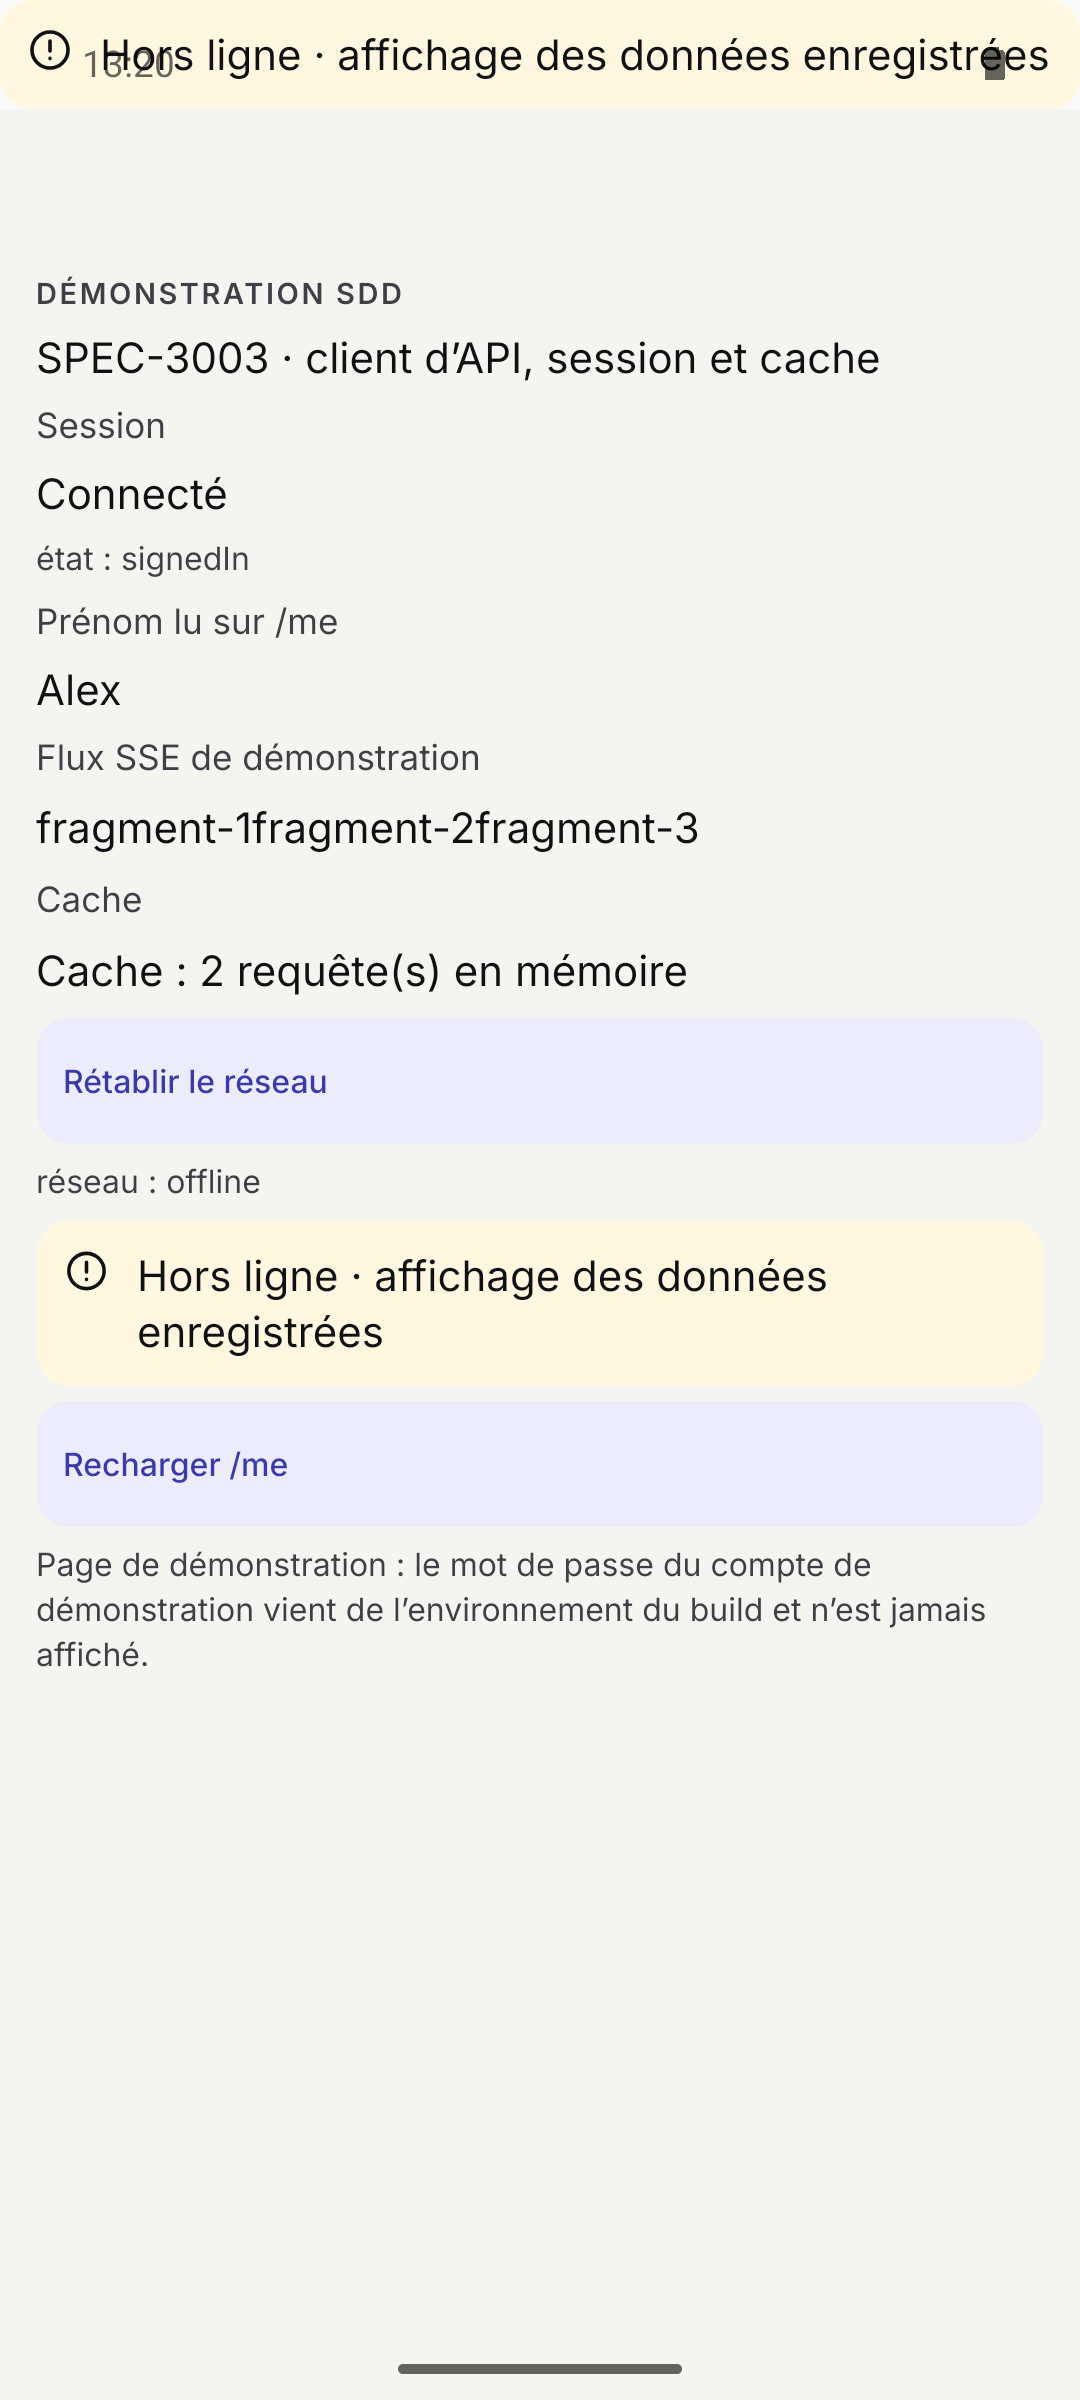 13:20
Hors ligne · affichage des données enregistrées
DÉMONSTRATION SDD
SPEC-3003 · client d’API, session et cache
Session
Connecté
état : signedIn
Prénom lu sur /me
Alex
Flux SSE de démonstration
fragment-1fragment-2fragment-3
Cache
Cache : 2 requête(s) en mémoire
Rétablir le réseau
réseau : offline
Hors ligne · affichage des données
enregistrées
Recharger /me
Page de démonstration : le mot de passe du compte de
démonstration vient de l’environnement du build et n’est jamais
affiché.